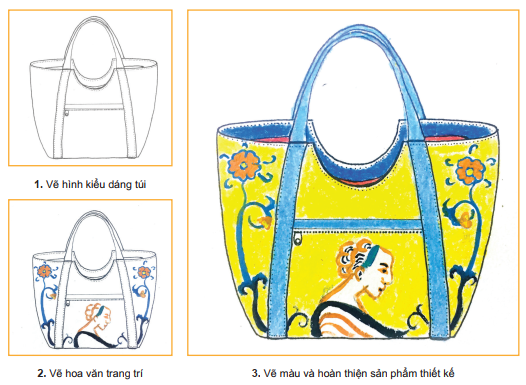 1. Vẽ hình kiểu dáng túi
2. Vẽ hoa văn trang trí
3. Vẽ màu và hoàn thiện sản phẩm thiết kế